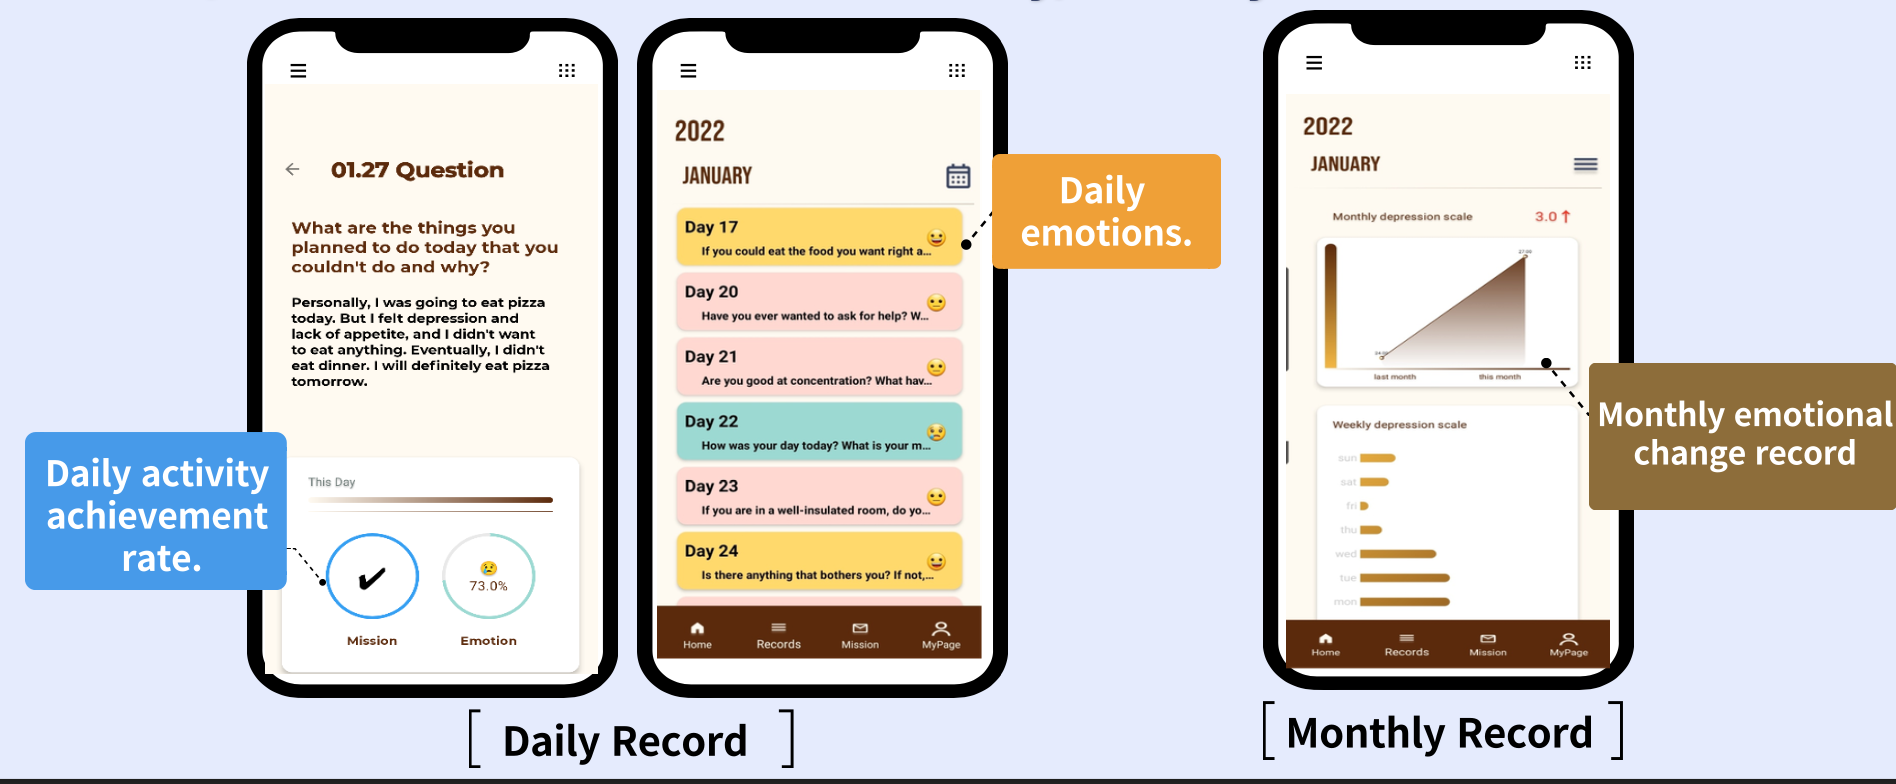 01.27 Question
What are the things you
planned to do today that you
couldn't do and why?
Personally, I was going to eat pizza
today. But I felt depression and
lack of appetite, and I didn't want
to eat anything. Eventually, I didn't
eat dinner. I will definitely eat pizza
tomorrow.
Daily activity
achievement
rate.
This Day
73.0%
Mission
Emotion
2022
JANUARY
Day 17
If you could eat the food you want right a...
Day 20
Have you ever wanted to ask for help? W...
Day 21
Are you good at concentration? What hav...
Day 22
How was your day today? What is your m...
Day 23
If you are in a well-insulated room, do yo...
Day 24
Is there anything that bothers you? If not,...
Home
Records
Mission
MyPage
Daily
emotions.
[ Daily Record ]
2022
JANUARY
Monthly depression scale
3.0↑
last month
this month
Weekly depression scale
sun
sat
fri
thu
wed
tue
mon
Home
Records
Mission
MyPage
Monthly emotional
change record
[ Monthly Record ]